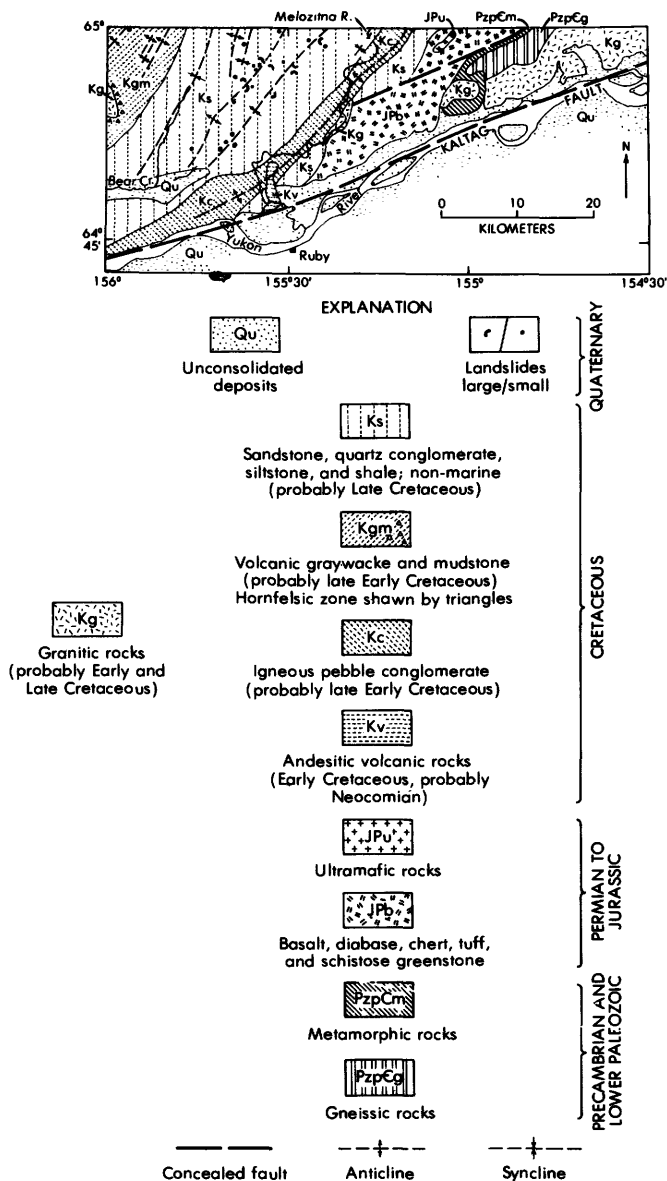 Melozitna R.
JPu
PzpЄm
PzpЄg
65°
65°
Kc
Kg
Kgm
Ks
Ks
Kg
Kg
Kg
JPb
FAULT
KALTAG
Qu
N
Bear Cr.
Qu
Ks
Kv
Kc
River
0 10 20
KILOMETERS
64°
45'
Yukon
Qu
Ruby
156°
155°30'
155°
154°30'
EXPLANATION
Qu
Unconsolidated
deposits
Landslides
large/small
QUATERNARY
Ks
Sandstone, quartz conglomerate,
siltstone, and shale; non-marine
(probably Late Cretaceous)
Kgm
Volcanic graywacke and mudstone
(probably late Early Cretaceous)
Hornfelsic zone shown by triangles
Kg
Granitic rocks
(probably Early and
Late Cretaceous)
Kc
Igneous pebble conglomerate
(probably late Early Cretaceous)
Kv
Andesitic volcanic rocks
(Early Cretaceous, probably
Neocomian)
CRETACEOUS
JPu
Ultramafic rocks
JPb
Basalt, diabase, chert, tuff,
and schistose greenstone
PERMIAN TO
JURASSIC
PzpЄm
Metamorphic rocks
PzpЄg
Gneissic rocks
PRECAMBRIAN AND
LOWER PALEOZOIC
Concealed fault
Anticline
Syncline